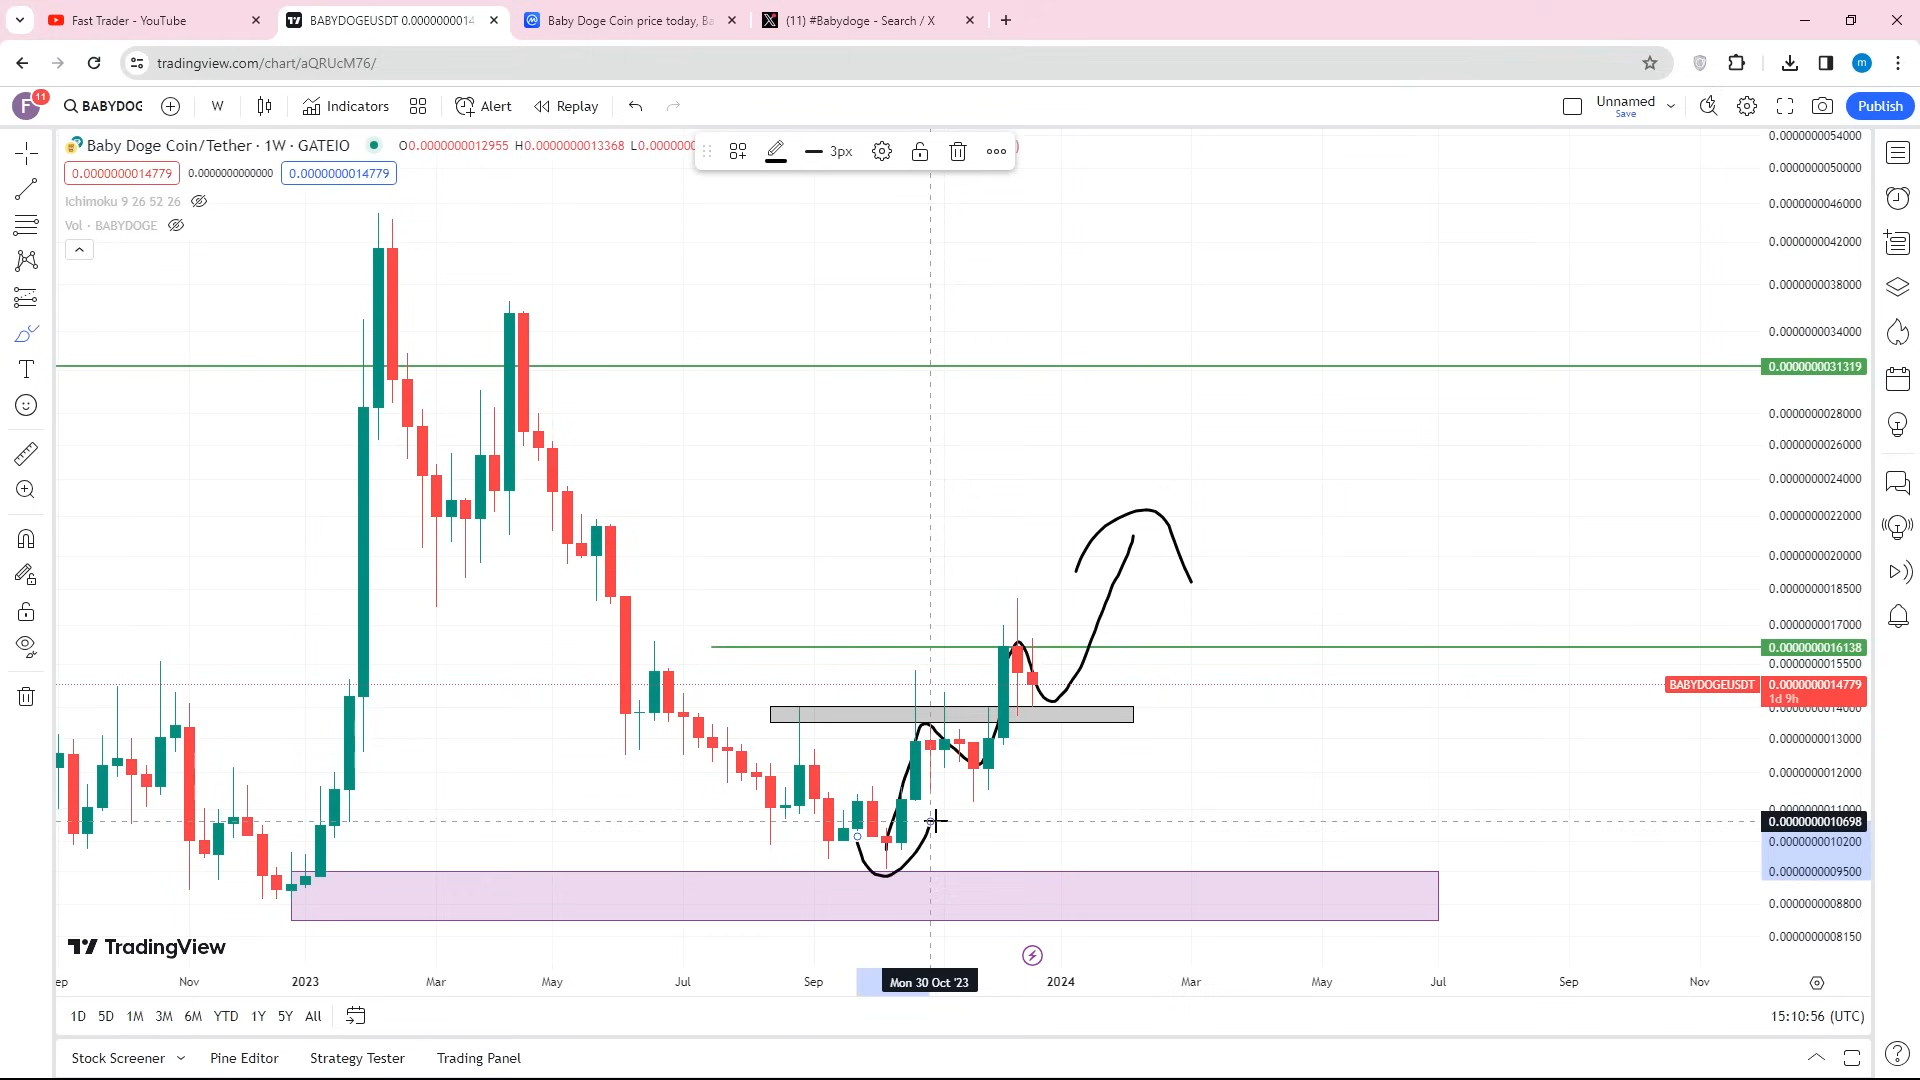 Fast Trader - YouTube
BABYDOGEUSDT 0.0000000014
Baby Doge Coin price today, Ba
(11) #Babydoge - Search / X
tradingview.com/chart/aQRUcM76/
m
F 11 BABYDOG W Indicators Alert Replay Unnamed Save Publish
Baby Doge Coin/Tether · 1W · GATEIO O0.0000000012955 H0.0000000013368 L0.000000 )
3px
0.0000000014779 0.0000000000000 0.0000000014779
Ichimoku 9 26 52 26
Vol · BABYDOGE
0.0000000054000
0.0000000050000
0.0000000046000
0.0000000042000
0.0000000038000
0.0000000034000
0.0000000031319
0.0000000028000
0.0000000026000
0.0000000024000
0.0000000022000
0.0000000020000
0.0000000018500
0.0000000017000
0.0000000016138
0.0000000015500
BABYDOGEUSDT 0.0000000014779
1d 9h
0.0000000014000
0.0000000013000
0.0000000012000
0.0000000011000
0.0000000010698
0.0000000010200
0.0000000009500
0.0000000008800
0.0000000008150
TradingView
ep Nov 2023 Mar May Jul Sep Mon 30 Oct '23 2024 Mar May Jul Sep Nov
1D 5D 1M 3M 6M YTD 1Y 5Y All 15:10:56 (UTC)
Stock Screener Pine Editor Strategy Tester Trading Panel